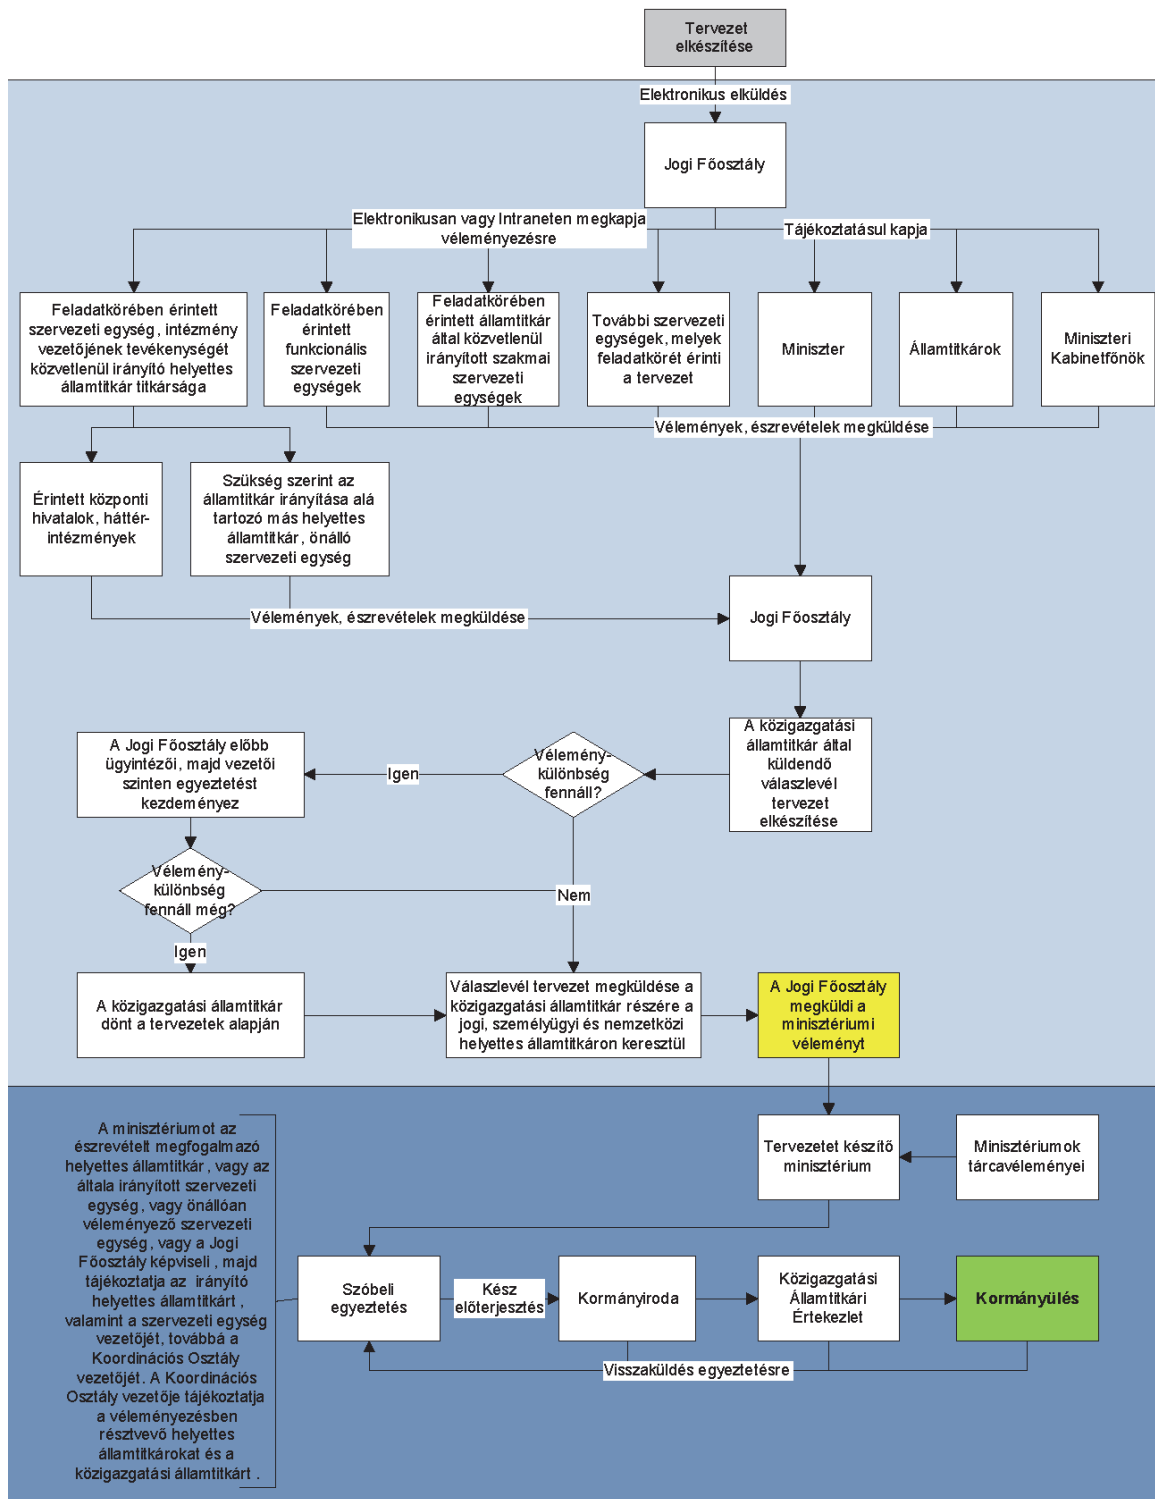 Tervezet
elkészítése
Elektronikus elküldés
Jogi Főosztály
Elektronikusan vagy Intraneten megkapja
véleményezésre
Tájékoztatásul kapja
Feladatkörében érintett
szervezeti egység, intézmény
vezetőjének tevékenységét
közvetlenül irányító helyettes
államtitkár titkársága
Feladatkörében
érintett
funkcionális
szervezeti
egységek
Feladatkörében
érintett államtitkár
által közvetlenül
irányított szakmai
szervezeti
egységek
További szervezeti
egységek, melyek
feladatkörét érinti
a tervezet
Miniszter
Államtitkárok
Miniszteri
Kabinetfőnök
Vélemények, észrevételek megküldése
Érintett központi
hivatalok, háttér-
intézmények
Szükség szerint az
államtitkár irányítása alá
tartozó más helyettes
államtitkár, önálló
szervezeti egység
Vélemények, észrevételek megküldése
Jogi Főosztály
A közigazgatási
államtitkár által
küldendő
válaszlevél
tervezet
elkészítése
Vélemény-
különbség
fennáll?
Igen
A Jogi Főosztály előbb
ügyintézői, majd vezetői
szinten egyeztetést
kezdeményez
Vélemény-
különbség
fennáll még?
Nem
Igen
A közigazgatási államtitkár
dönt a tervezetek alapján
Válaszlevél tervezet megküldése a
közigazgatási államtitkár részére a
jogi, személyügyi és nemzetközi
helyettes államtitkáron keresztül
A Jogi Főosztály
megküldi a
minisztériumi
véleményt
Tervezetet készítő
minisztérium
Minisztériumok
tárcavéleményei
A minisztériumot az
észrevételt megfogalmazó
helyettes államtitkár, vagy az
általa irányított szervezeti
egység, vagy önállóan
véleményező szervezeti
egység, vagy a Jogi
Főosztály képviseli, majd
tájékoztatja az irányító
helyettes államtitkárt,
valamint a szervezeti egység
vezetőjét, továbbá a
Koordinációs Osztály
vezetőjét. A Koordinációs
Osztály vezetője tájékoztatja
a véleményezésben
résztvevő helyettes
államtitkárokat és a
közigazgatási államtitkárt.
Szóbeli
egyeztetés
Kész
előterjesztés
Kormányiroda
Közigazgatási
Államtitkári
Értekezlet
Kormányülés
Visszaküldés egyeztetésre